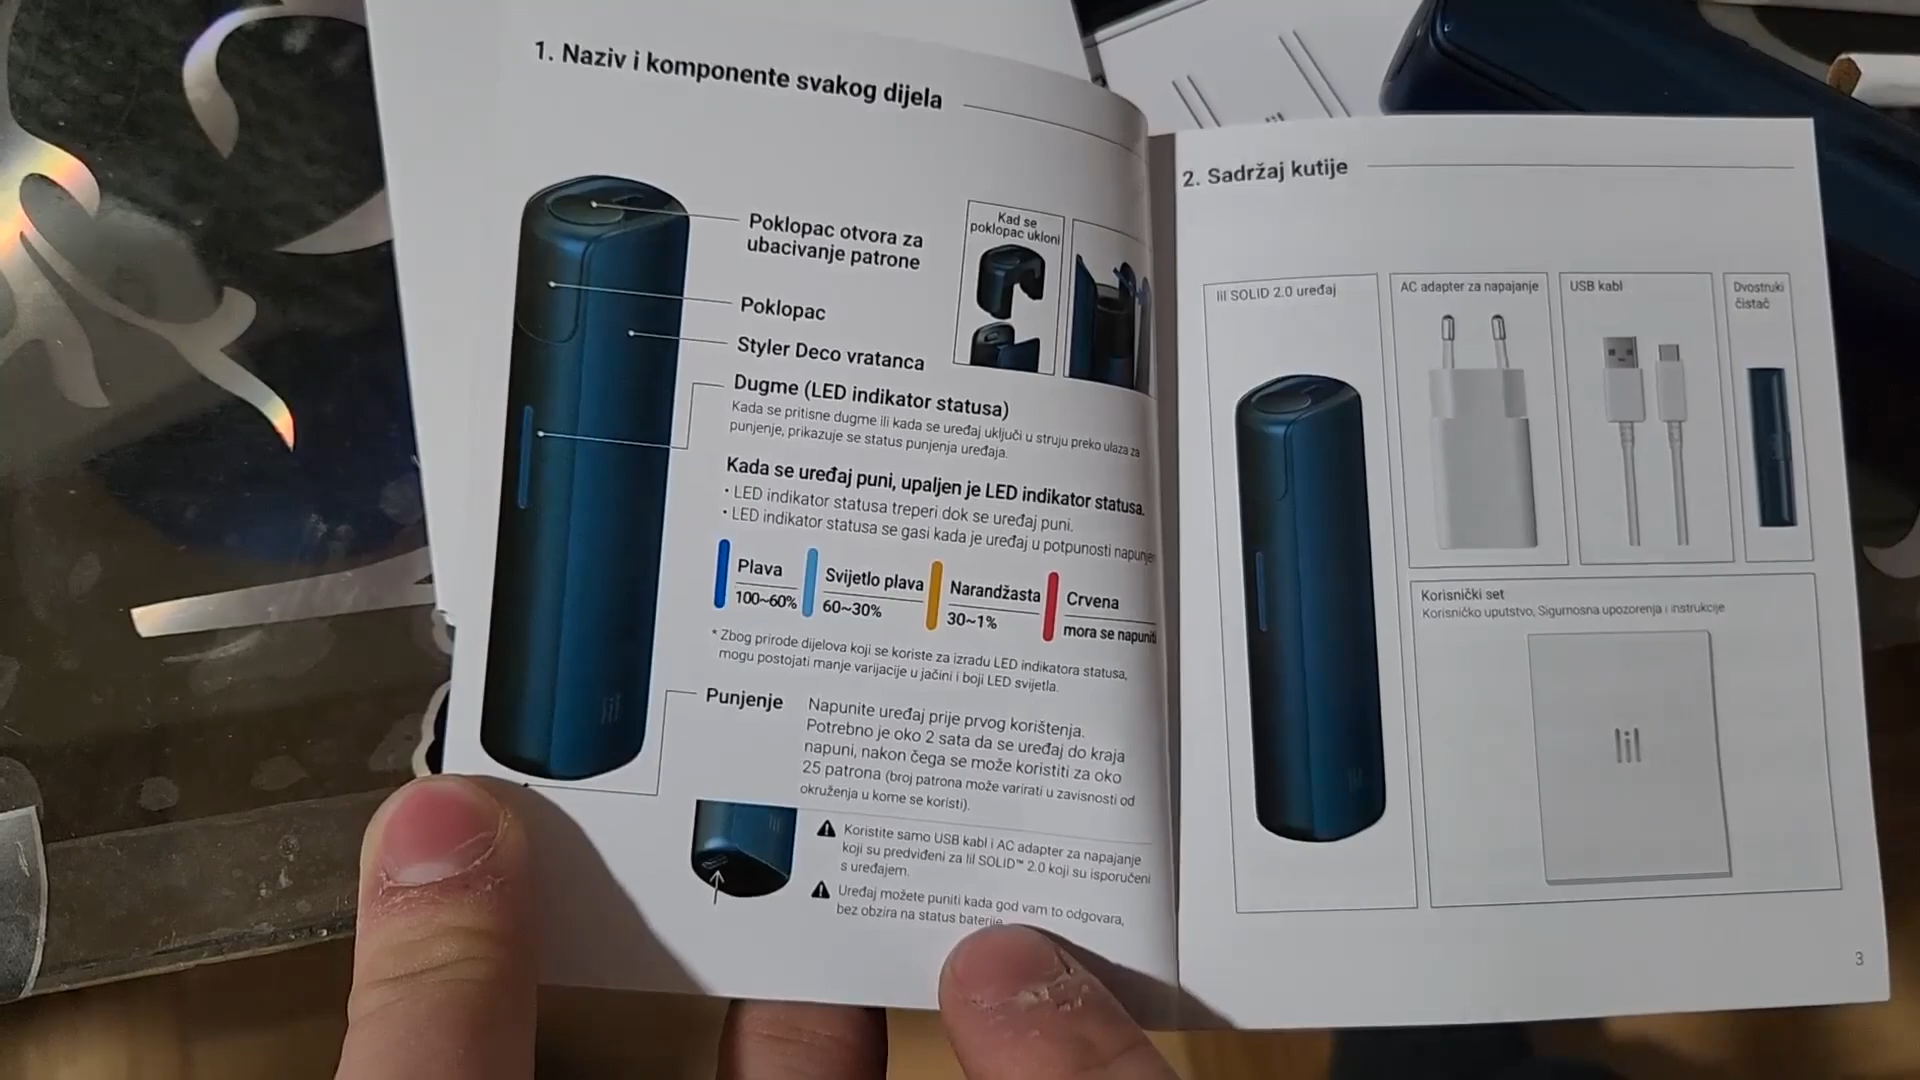 1. Naziv i komponente svakog dijela
Poklopac otvora za
ubacivanje patrone
Kad se
poklopac ukloni
Poklopac
Styler Deco vratanca
Dugme (LED indikator statusa)
Kada se pritisne dugme ili kada se uređaj uključi u struju preko ulaza za
punjenje, prikazuje se status punjenja uređaja.
Kada se uređaj puni, upaljen je LED indikator statusa.
• LED indikator statusa treperi dok se uređaj puni.
• LED indikator statusa se gasi kada je uređaj u potpunosti
Plava
100~60%
Svijetlo plava
60~30%
Narandžasta
30~1%
Crvena
mora se napuniti
* Zbog prirode dijelova koji se koriste za izradu LED indikatora statusa,
mogu postojati manje varijacije u jačini i boji LED svijetla.
Punjenje
Napunite uređaj prije prvog korištenja.
Potrebno je oko 2 sata da se uređaj do kraja
napuni, nakon čega se može koristiti za oko
25 patrona (broj patrona može varirati u zavisnosti od
okruženja u kome se koristi).
Koristite samo USB kabl i AC adapter za napajanje
koji su predviđeni za lil SOLID™ 2.0 koji su isporučeni
s uređajem.
Uređaj možete puniti kada god vam to odgovara,
bez obzira na status baterije
2. Sadržaj kutije
lil SOLID 2.0 uređaj
AC adapter za napajanje
USB kabl
Dvostruki
čistač
Korisnički set
Korisničko uputstvo, Sigurnosna upozorenja i instrukcije
lil
3